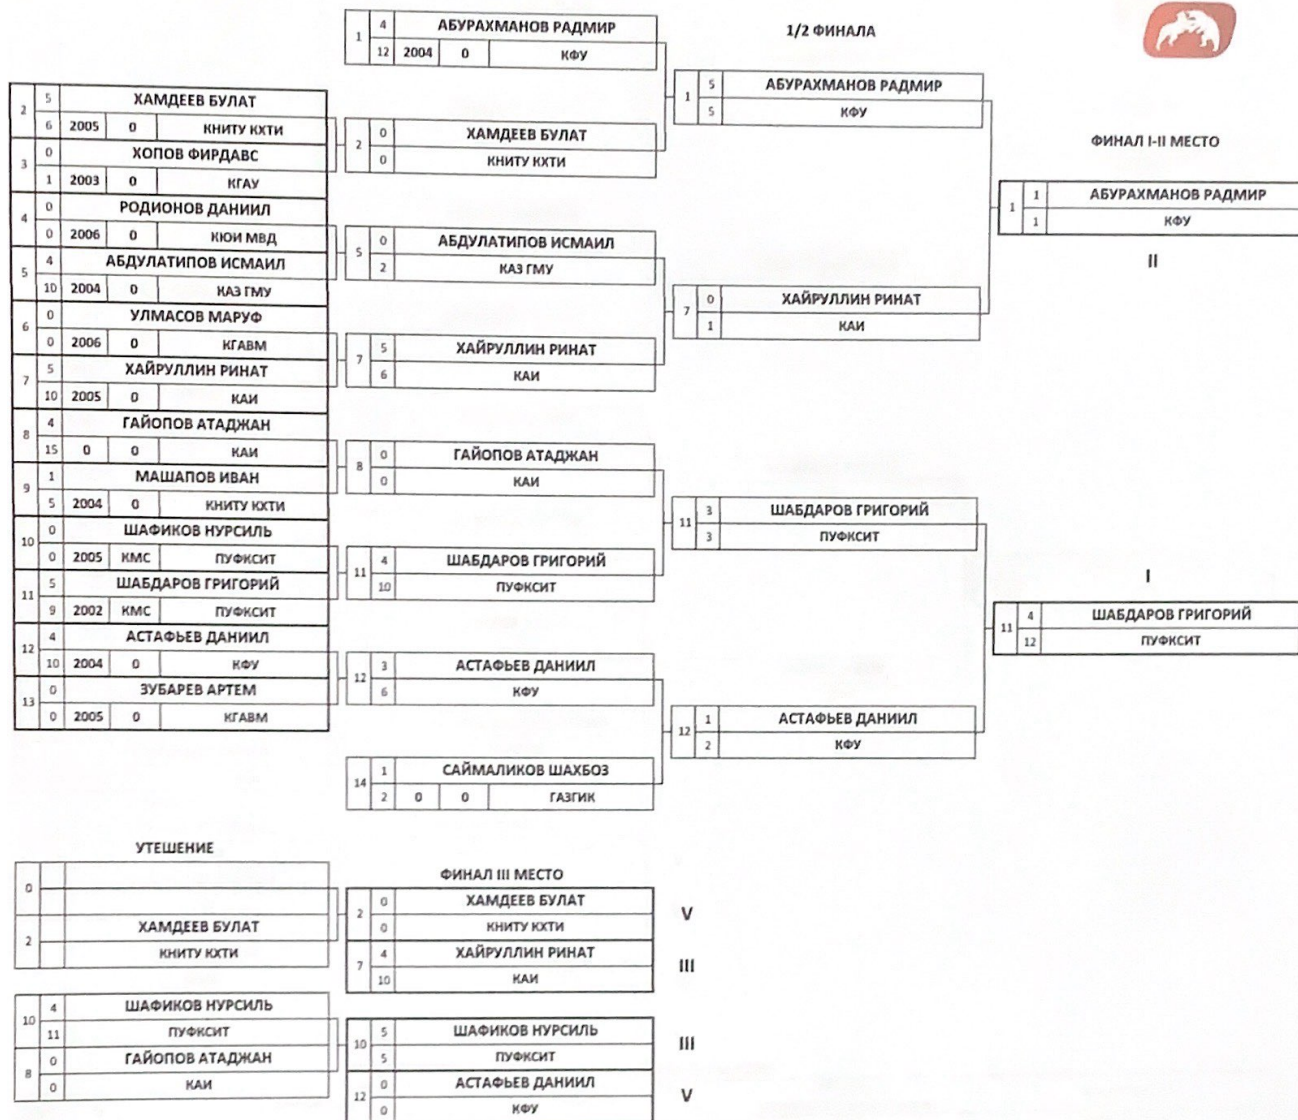 1 4 АБУРАХМАНОВ РАДМИР
12 2004 0 КФУ
1/2 ФИНАЛА
1 5 АБУРАХМАНОВ РАДМИР
5 КФУ
2 5 ХАМДЕЕВ БУЛАТ
6 2005 0 КНИТУ КХТИ
2 0 ХАМДЕЕВ БУЛАТ
0 КНИТУ КХТИ
ФИНАЛ I-II МЕСТО
3 0 ХОПОВ ФИРДАВС
1 2003 0 КГАУ
1 1 АБУРАХМАНОВ РАДМИР
1 КФУ
II
4 0 РОДИОНОВ ДАНИИЛ
0 2006 0 КЮИ МВД
5 0 АБДУЛАТИПОВ ИСМАИЛ
2 КАЗ ГМУ
5 4 АБДУЛАТИПОВ ИСМАИЛ
10 2004 0 КАЗ ГМУ
7 0 ХАЙРУЛЛИН РИНАТ
1 КАИ
6 0 УЛМАСОВ МАРУФ
0 2006 0 КГАВМ
7 5 ХАЙРУЛЛИН РИНАТ
6 КАИ
7 5 ХАЙРУЛЛИН РИНАТ
10 2005 0 КАИ
8 4 ГАЙОПОВ АТАДЖАН
15 0 0 КАИ
8 0 ГАЙОПОВ АТАДЖАН
0 КАИ
9 1 МАШАПОВ ИВАН
5 2004 0 КНИТУ КХТИ
11 3 ШАБДАРОВ ГРИГОРИЙ
3 ПУФКСИТ
10 0 ШАФИКОВ НУРСИЛЬ
0 2005 КМС ПУФКСИТ
11 4 ШАБДАРОВ ГРИГОРИЙ
10 ПУФКСИТ
11 5 ШАБДАРОВ ГРИГОРИЙ
9 2002 КМС ПУФКСИТ
I
11 4 ШАБДАРОВ ГРИГОРИЙ
12 ПУФКСИТ
12 4 АСТАФЬЕВ ДАНИИЛ
10 2004 0 КФУ
12 3 АСТАФЬЕВ ДАНИИЛ
6 КФУ
13 0 ЗУБАРЕВ АРТЕМ
0 2005 0 КГАВМ
12 1 АСТАФЬЕВ ДАНИИЛ
2 КФУ
14 1 САЙМАЛИКОВ ШАХБОЗ
2 0 0 ГАЗГИК
УТЕШЕНИЕ
0
2 ХАМДЕЕВ БУЛАТ
КНИТУ КХТИ
10 4 ШАФИКОВ НУРСИЛЬ
11 ПУФКСИТ
8 0 ГАЙОПОВ АТАДЖАН
0 КАИ
ФИНАЛ III МЕСТО
2 0 ХАМДЕЕВ БУЛАТ
0 КНИТУ КХТИ
V
7 4 ХАЙРУЛЛИН РИНАТ
10 КАИ
III
10 5 ШАФИКОВ НУРСИЛЬ
5 ПУФКСИТ
III
12 0 АСТАФЬЕВ ДАНИИЛ
0 КФУ
V